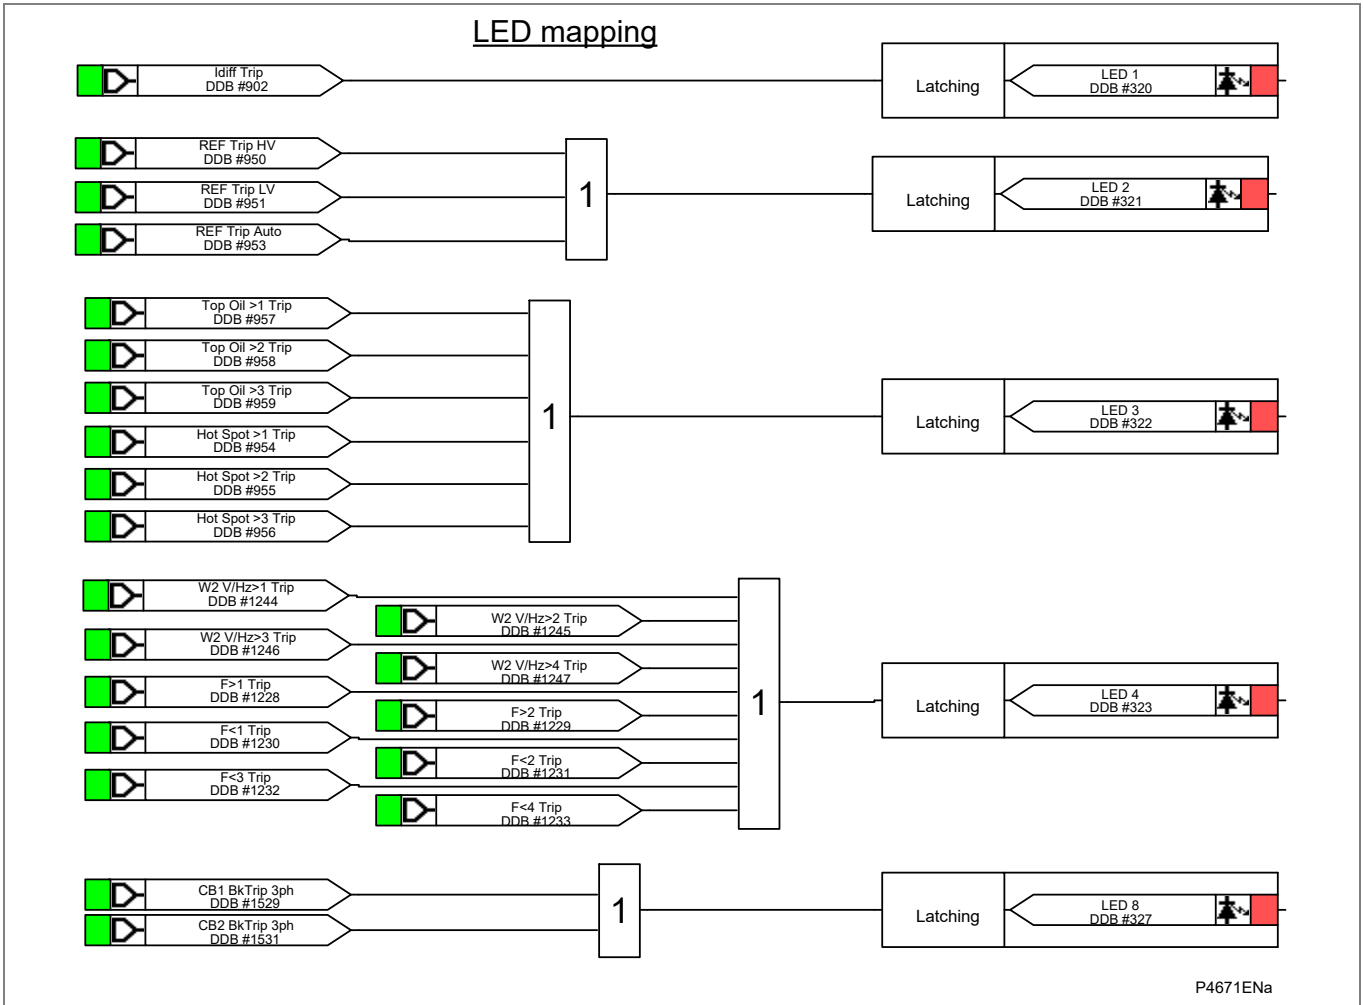 LED mapping
Idiff Trip
DDB #902
Latching
LED 1
DDB #320
REF Trip HV
DDB #950
REF Trip LV
DDB #951
REF Trip Auto
DDB #953
1
Latching
LED 2
DDB #321
Top Oil >1 Trip
DDB #957
Top Oil >2 Trip
DDB #958
Top Oil >3 Trip
DDB #959
Hot Spot >1 Trip
DDB #954
Hot Spot >2 Trip
DDB #955
Hot Spot >3 Trip
DDB #956
1
Latching
LED 3
DDB #322
W2 V/Hz>1 Trip
DDB #1244
W2 V/Hz>2 Trip
DDB #1245
W2 V/Hz>3 Trip
DDB #1246
W2 V/Hz>4 Trip
DDB #1247
F>1 Trip
DDB #1228
F>2 Trip
DDB #1229
F<1 Trip
DDB #1230
F<2 Trip
DDB #1231
F<3 Trip
DDB #1232
F<4 Trip
DDB #1233
1
Latching
LED 4
DDB #323
CB1 BkTrip 3ph
DDB #1529
CB2 BKTrip 3ph
DDB #1531
1
Latching
LED 8
DDB #327
P4671ENa